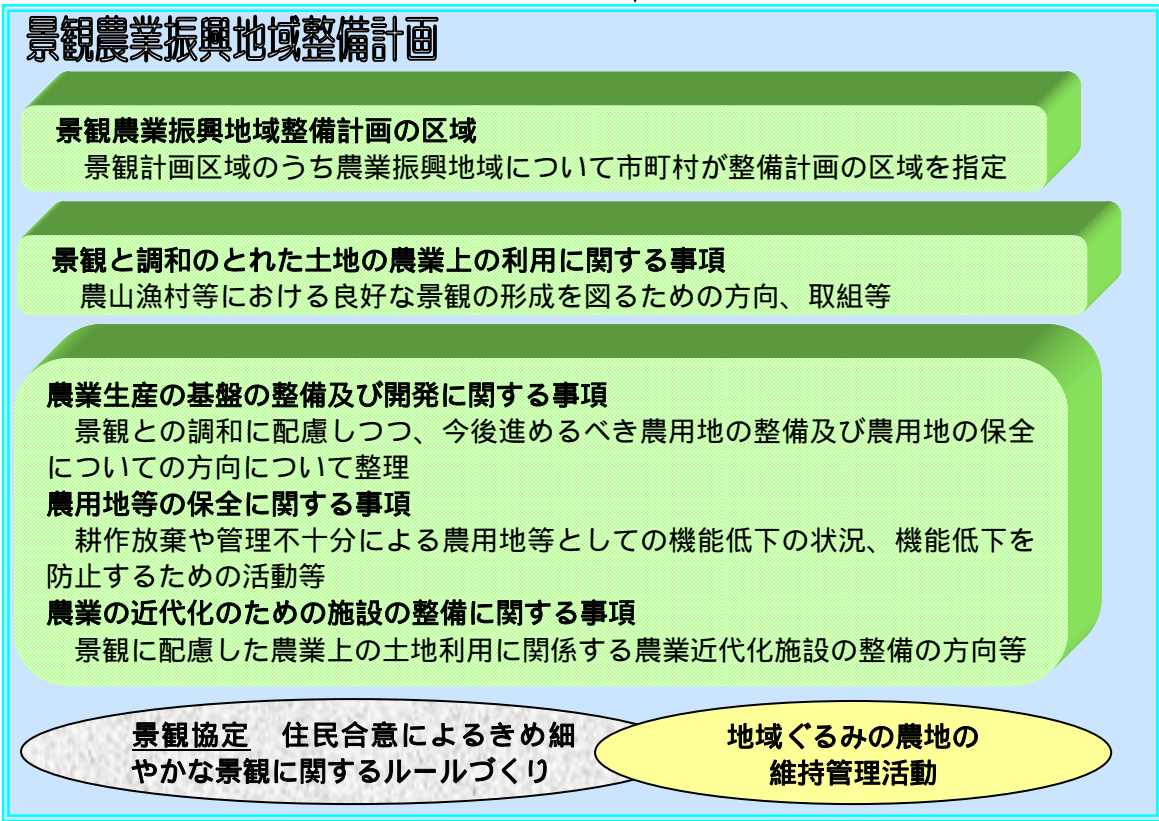 景観農業振興地域整備計画
景観農業振興地域整備計画の区域
景観計画区域のうち農業振興地域について市町村が整備計画の区域を指定
景観と調和のとれた土地の農業上の利用に関する事項
農山漁村等における良好な景観の形成を図るための方向、取組等
農業生産の基盤の整備及び開発に関する事項
景観との調和に配慮しつつ、今後進めるべき農用地の整備及び農用地の保全
についての方向について整理
農用地等の保全に関する事項
耕作放棄や管理不十分による農用地等としての機能低下の状況、機能低下を
防止するための活動等
農業の近代化のための施設の整備に関する事項
景観に配慮した農業上の土地利用に関係する農業近代化施設の整備の方向等
景観協定　住民合意によるきめ細
やかな景観に関するルールづくり
地域ぐるみの農地の
維持管理活動